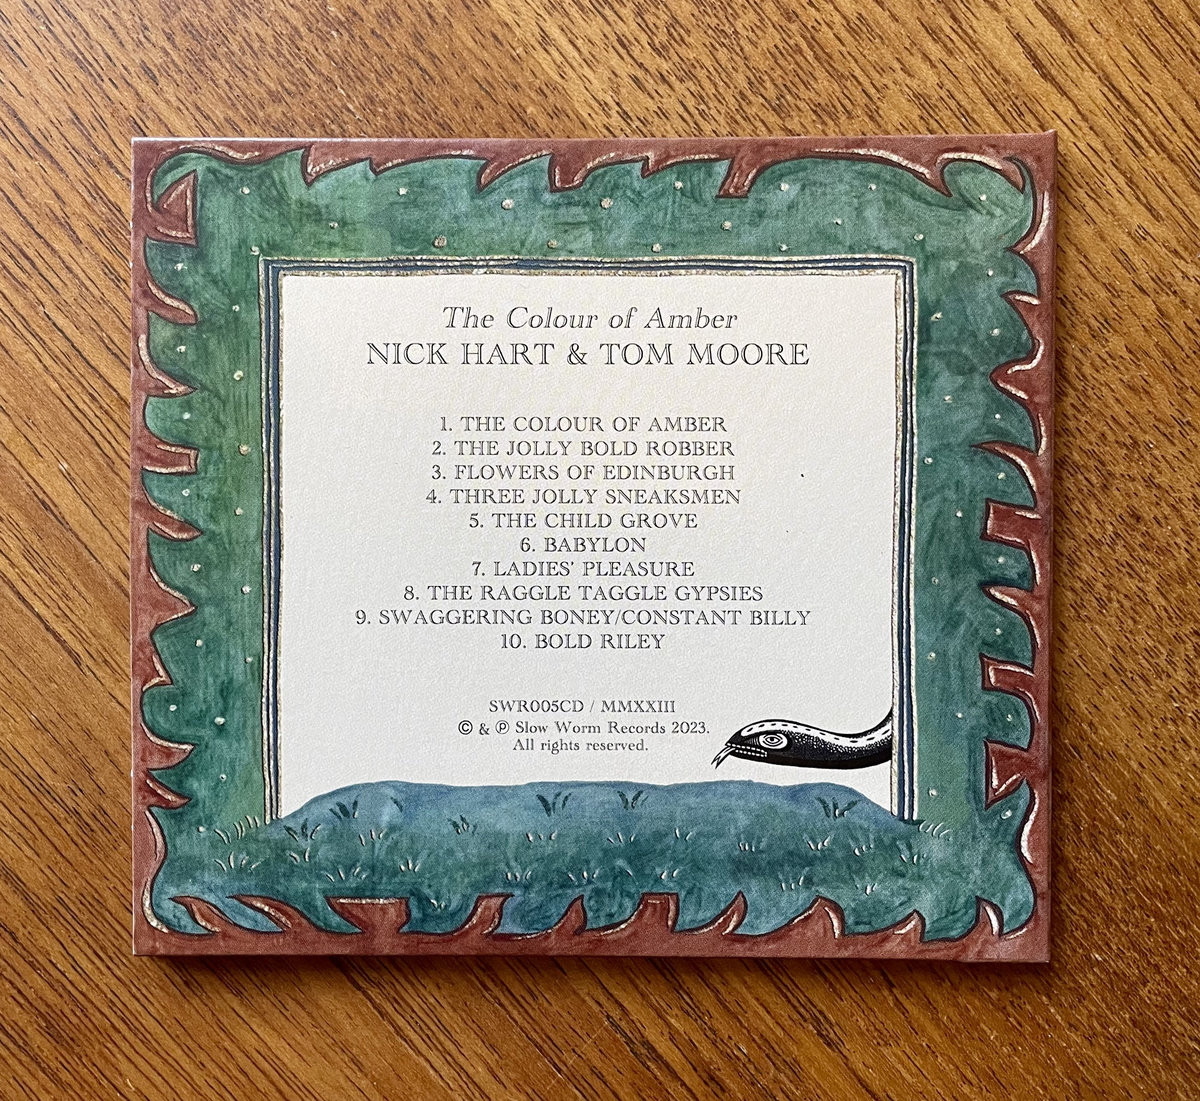 The Colour of Amber
NICK HART & TOM MOORE
1. THE COLOUR OF AMBER
2. THE JOLLY BOLD ROBBER
3. FLOWERS OF EDINBURGH
4. THREE JOLLY SNEAKSMEN
5. THE CHILD GROVE
6. BABYLON
7. LADIES' PLEASURE
8. THE RAGGLE TAGGLE GYPSIES
9. SWAGGERING BONEY/CONSTANT BILLY
10. BOLD RILEY
SWR005CD / MMXXIII
© & ℗ Slow Worm Records 2023.
All rights reserved.